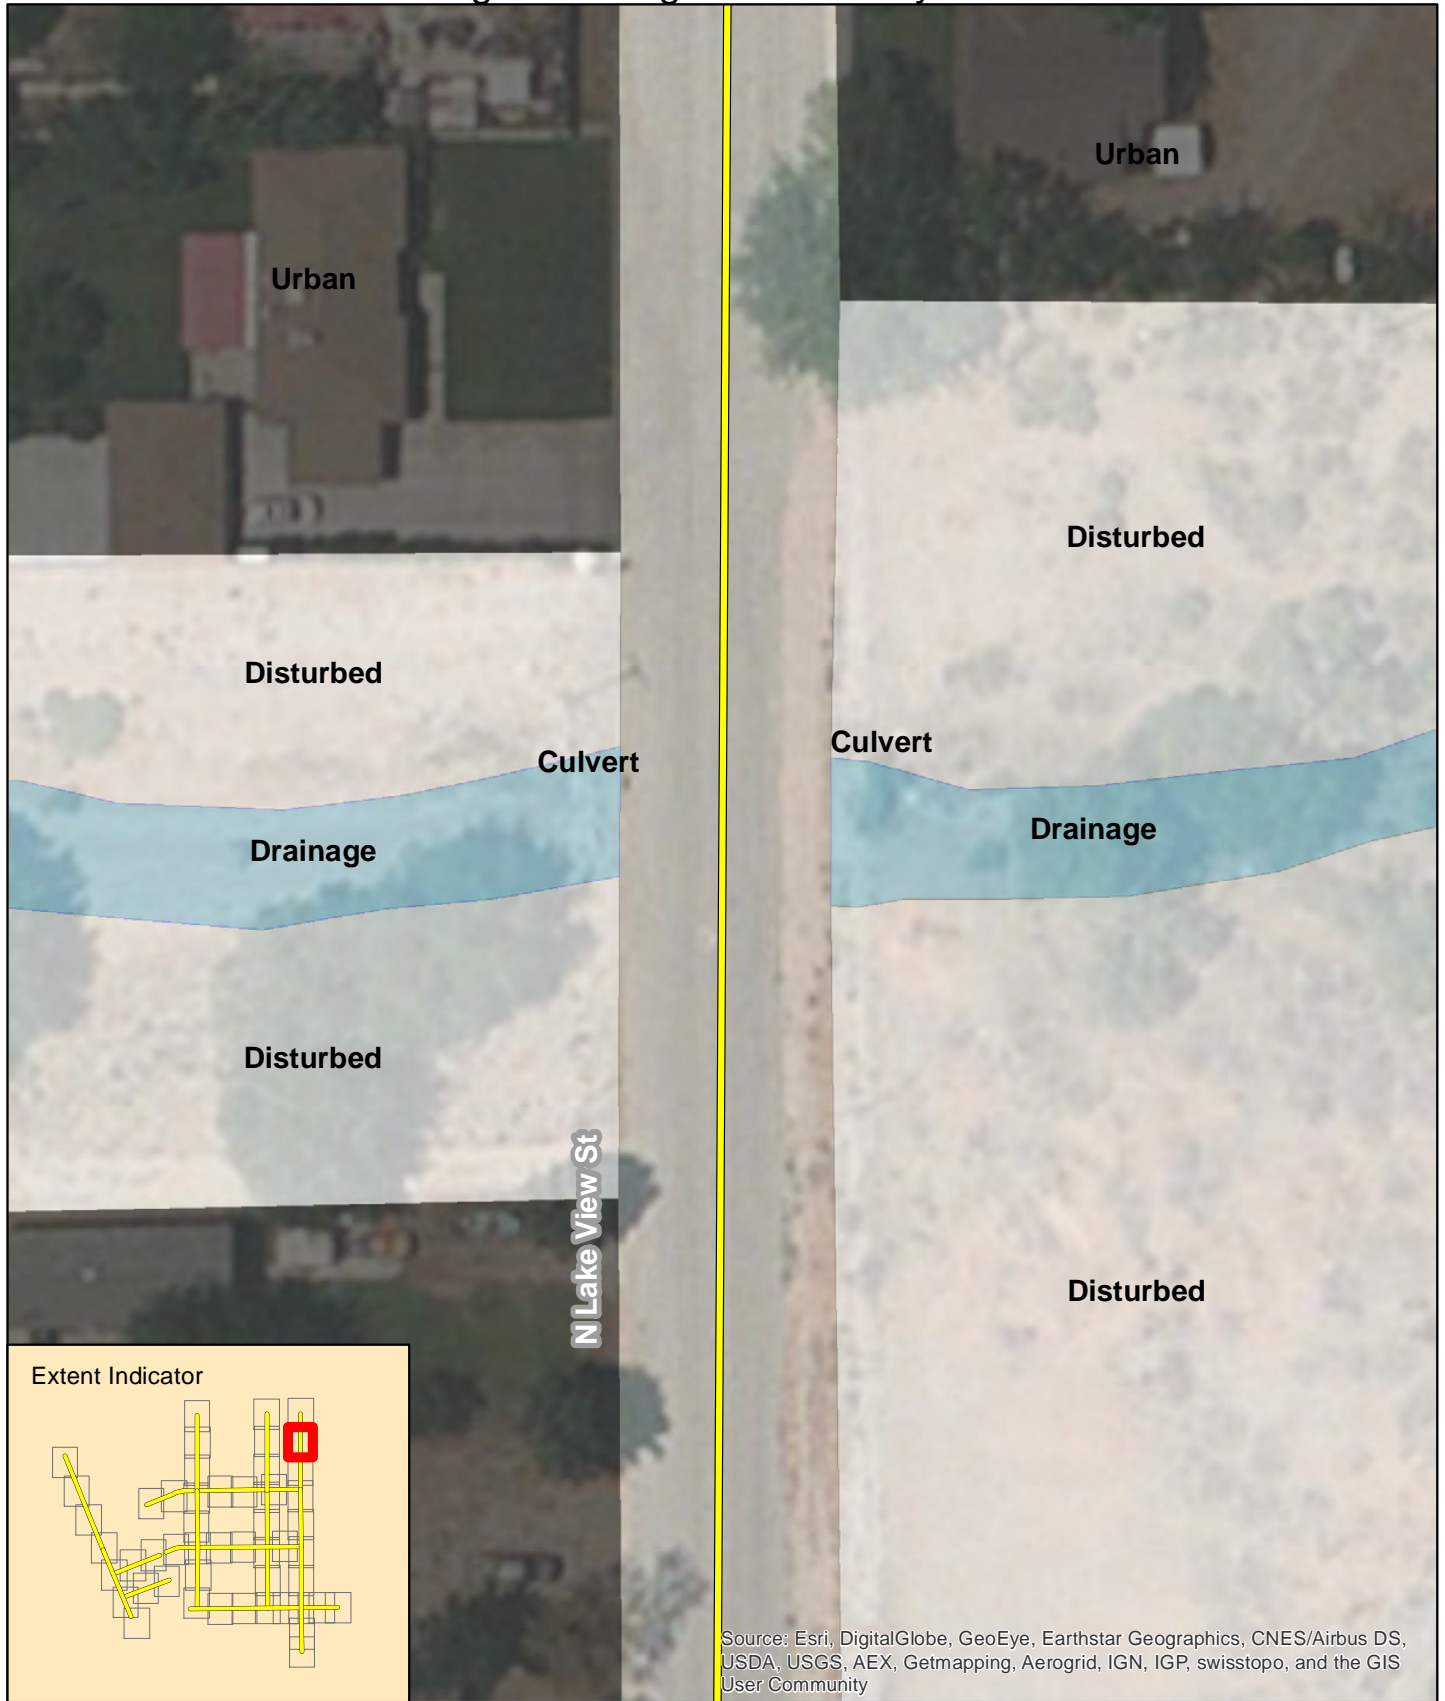 Urban
Urban
Disturbed
Disturbed
Culvert
Culvert
Drainage
Drainage
Disturbed
N Lake View St
Disturbed
Extent Indicator
Source: Esri, DigitalGlobe, GeoEye, Earthstar Geographics, CNES/Airbus DS,
USDA, USGS, AEX, Getmapping, Aerogrid, IGN, IGP, swisstopo, and the GIS
User Community